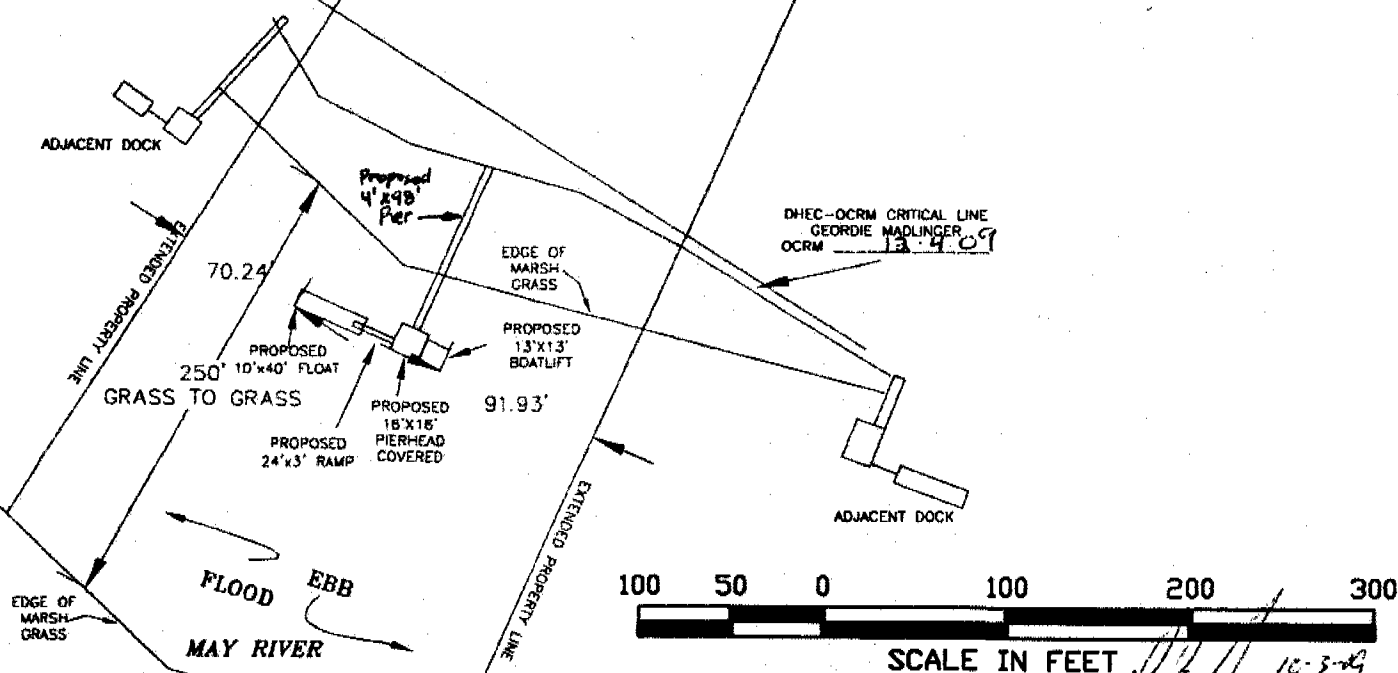 ADJACENT DOCK
Proposed
4'x98'
Pier
DHEC-OCRM CRITICAL LINE
GEORDIE MADLINGER
OCRM 12.4.09
EXTENDED PROPERTY LINE
70.24'
EDGE OF
MARSH
GRASS
PROPOSED
10'x40' FLOAT
PROPOSED
13'X13'
BOATLIFT
250'
GRASS TO GRASS
PROPOSED
16'X16'
PIERHEAD
COVERED
91.93'
PROPOSED
24'x3' RAMP
EXTENDED PROPERTY LINE
ADJACENT DOCK
FLOOD
EBB
MAY RIVER
EDGE OF
MARSH
GRASS
100 50 0 100 200 300
SCALE IN FEET